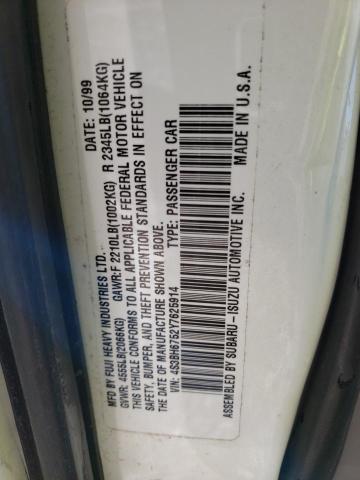 MFD BY FUJI HEAVY INDUSTRIES LTD. DATE: 10/99
GVWR: 4555LB(2066KG) GAWR:F 2210LB(1002KG) R 2345LB(1064KG)
THIS VEHICLE CONFORMS TO ALL APPLICABLE FEDERAL MOTOR VEHICLE
SAFETY, BUMPER, AND THEFT PREVENTION STANDARDS IN EFFECT ON
THE DATE OF MANUFACTURE SHOWN ABOVE.
VIN: 4S3BH6752Y7625914 TYPE: PASSENGER CAR
ASSEMBLED BY SUBARU-ISUZU AUTOMOTIVE INC. MADE IN U.S.A.